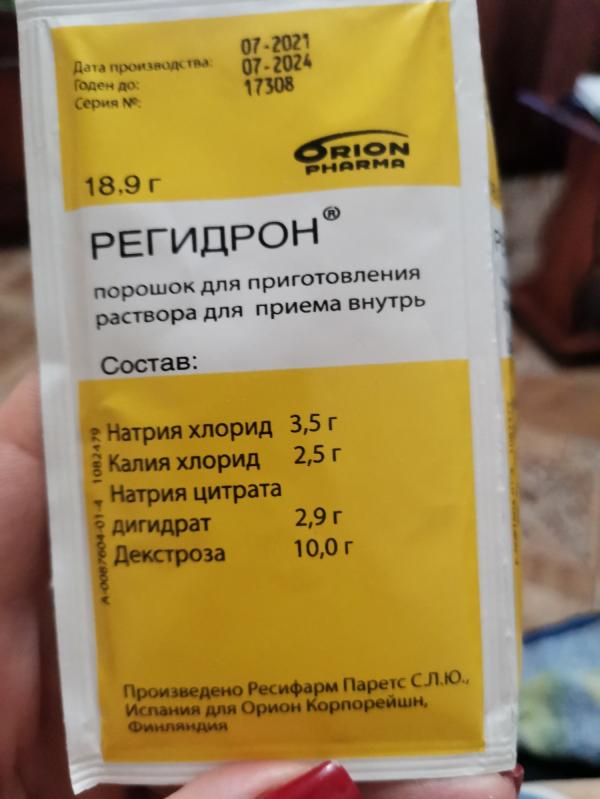 Дата производства: 07-2021
Годен до: 07-2024
Серия №: 17308
ORION
PHARMA
18,9 г
РЕГИДРОН®
порошок для приготовления
раствора для приема внутрь
Состав:
Натрия хлорид 3,5 г
Калия хлорид 2,5 г
Натрия цитрата
дигидрат 2,9 г
Декстроза 10,0 г
A-0087604-01-4 1082479
Произведено Ресифарм Паретс С.Л.Ю.,
Испания для Орион Корпорейшн,
Финляндия